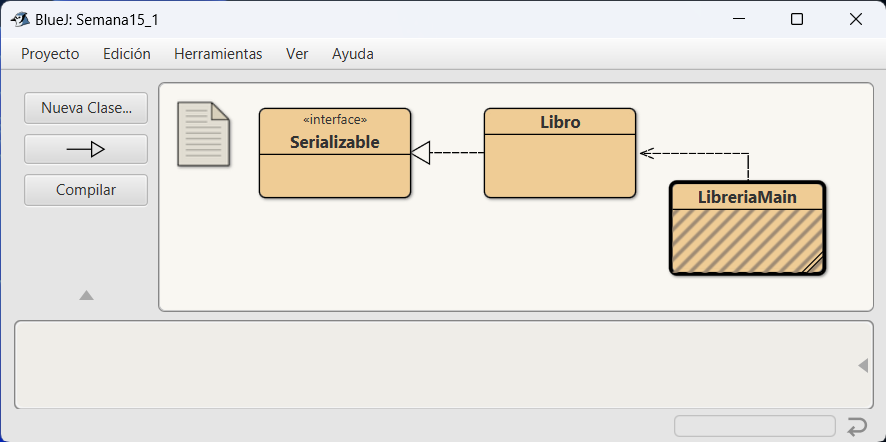 BlueJ: Semana15_1
Proyecto Edición Herramientas Ver Ayuda
Nueva Clase...
Compilar
«interface»
Serializable
Libro
LibreriaMain